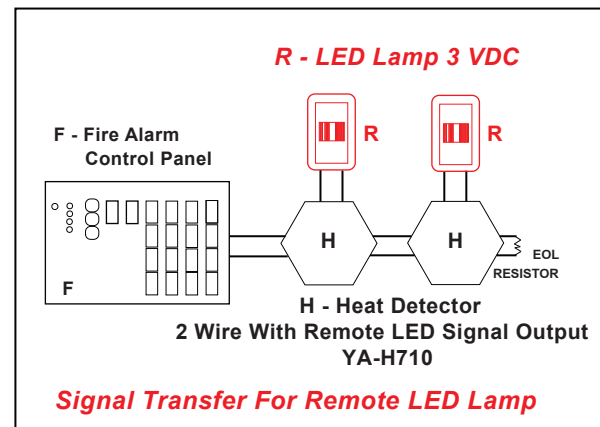 R - LED Lamp 3 VDC
F - Fire Alarm
Control Panel
R
R
F
H
H
EOL
RESISTOR
H - Heat Detector
2 Wire With Remote LED Signal Output
YA-H710
Signal Transfer For Remote LED Lamp